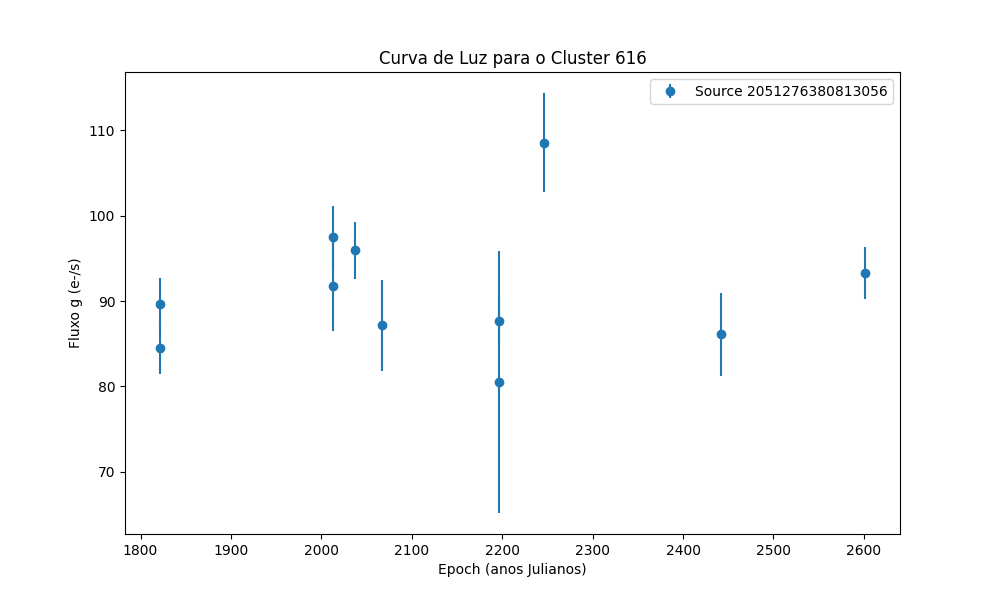 Curva de Luz para o Cluster 616
Source 2051276380813056
110
100
90
80
70
Fluxo g (e-/s)
1800 1900 2000 2100 2200 2300 2400 2500 2600
Epoch (anos Julianos)